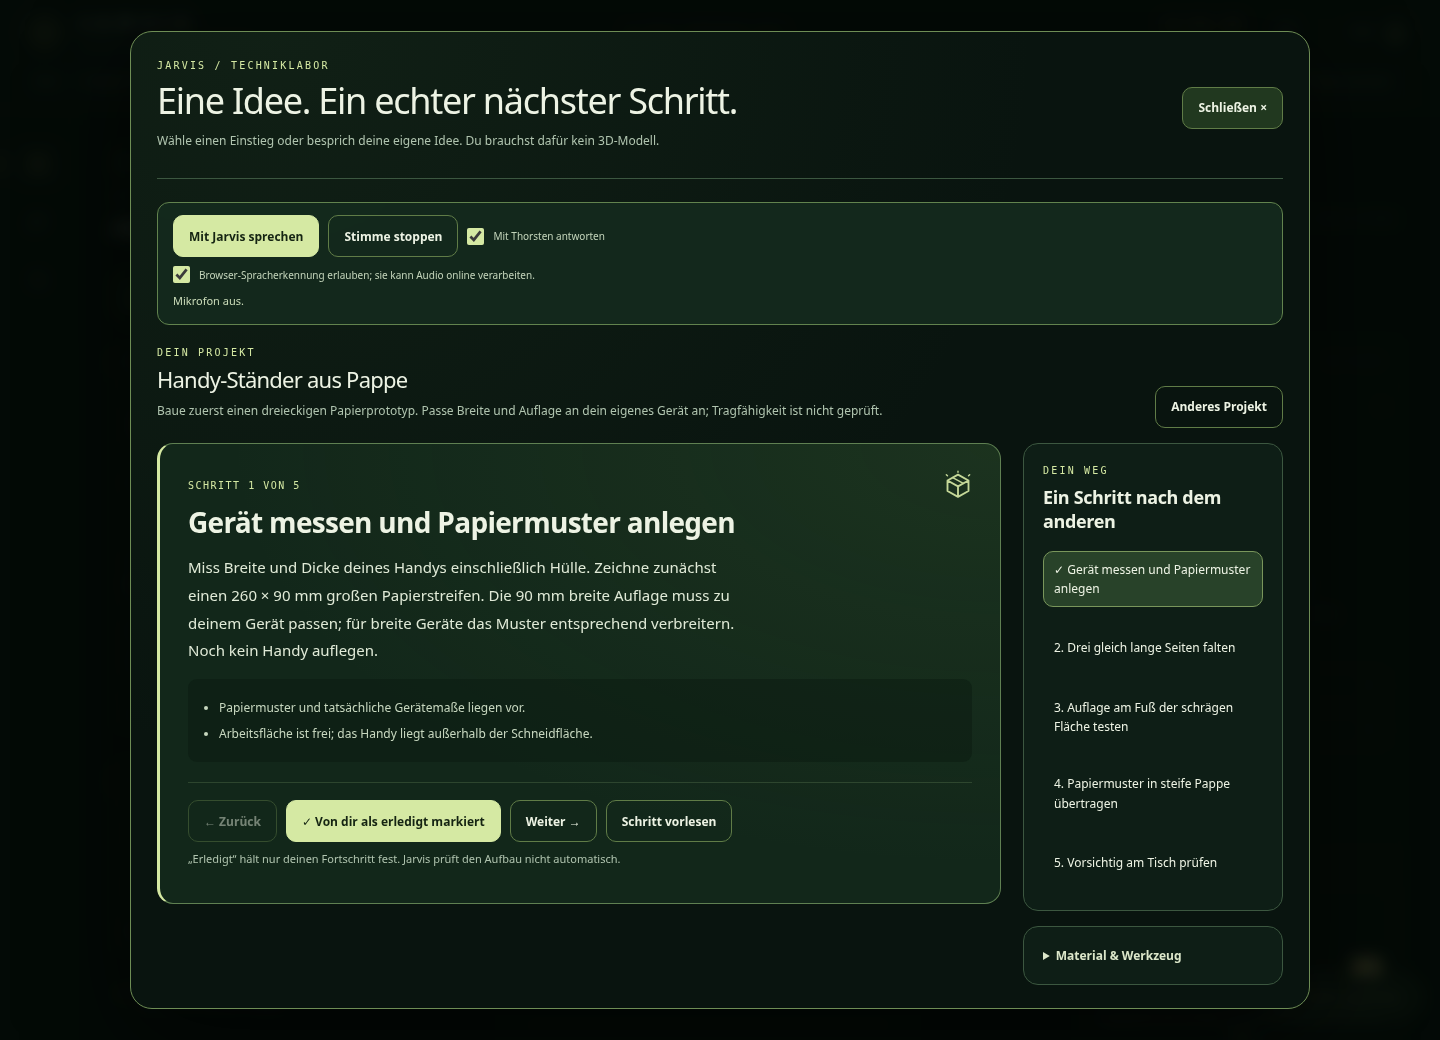 JARVIS / TECHNIKLABOR
Eine Idee. Ein echter nächster Schritt.
Wähle einen Einstieg oder besprich deine eigene Idee. Du brauchst dafür kein 3D-Modell.
Schließen ×
Mit Jarvis sprechen
Stimme stoppen
Mit Thorsten antworten
Browser-Spracherkennung erlauben; sie kann Audio online verarbeiten.
Mikrofon aus.
DEIN PROJEKT
Handy-Ständer aus Pappe
Baue zuerst einen dreieckigen Papierprototyp. Passe Breite und Auflage an dein eigenes Gerät an; Tragfähigkeit ist nicht geprüft.
Anderes Projekt
SCHRITT 1 VON 5
Gerät messen und Papiermuster anlegen
Miss Breite und Dicke deines Handys einschließlich Hülle. Zeichne zunächst
einen 260 × 90 mm großen Papierstreifen. Die 90 mm breite Auflage muss zu
deinem Gerät passen; für breite Geräte das Muster entsprechend verbreitern.
Noch kein Handy auflegen.
• Papiermuster und tatsächliche Gerätemaße liegen vor.
• Arbeitsfläche ist frei; das Handy liegt außerhalb der Schneidfläche.
← Zurück
✓ Von dir als erledigt markiert
Weiter →
Schritt vorlesen
„Erledigt“ hält nur deinen Fortschritt fest. Jarvis prüft den Aufbau nicht automatisch.
DEIN WEG
Ein Schritt nach dem
anderen
✓ Gerät messen und Papiermuster
anlegen
2. Drei gleich lange Seiten falten
3. Auflage am Fuß der schrägen
Fläche testen
4. Papiermuster in steife Pappe
übertragen
5. Vorsichtig am Tisch prüfen
▶ Material & Werkzeug